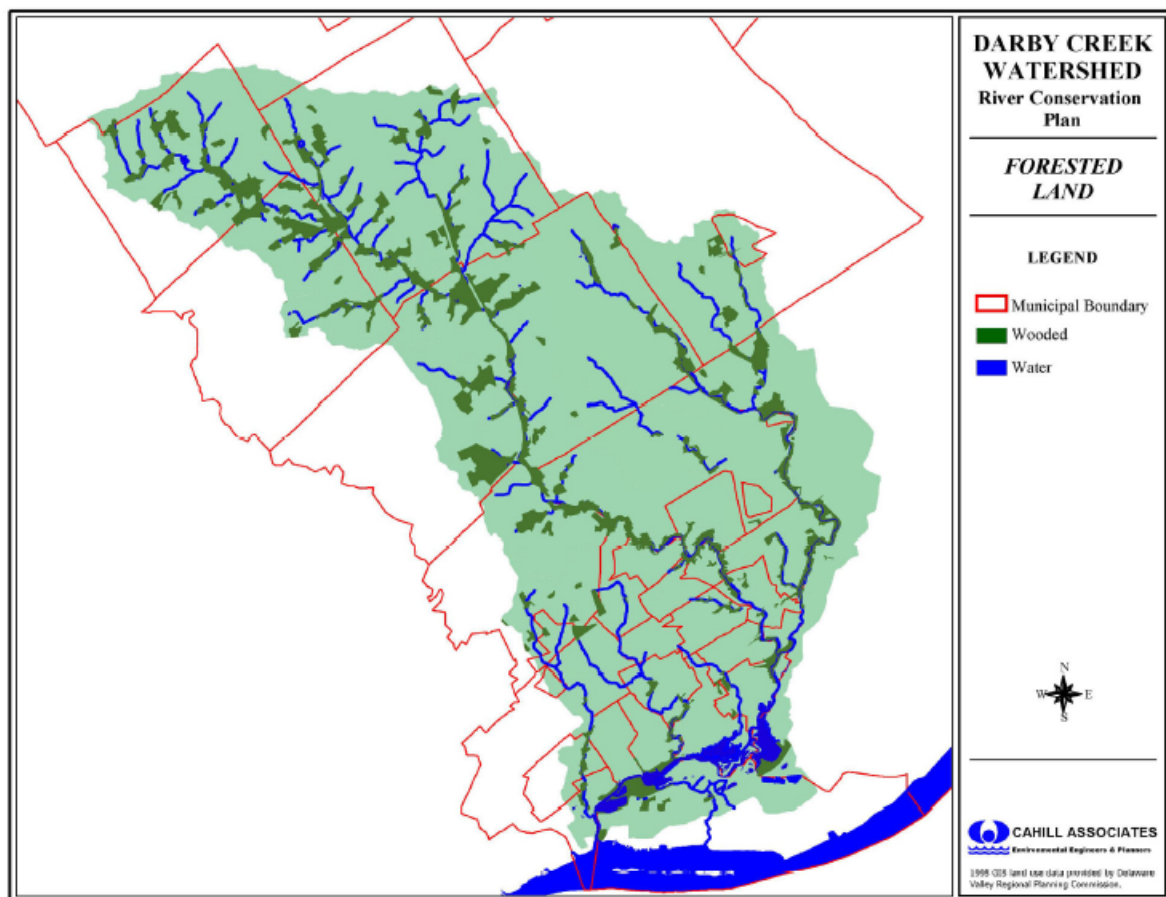 DARBY CREEK
WATERSHED
River Conservation
Plan
FORESTED
LAND
LEGEND
Municipal Boundary
Wooded
Water
N
W E
S
CAHILL ASSOCIATES
Environmental Engineers & Planners
1995 GIS land use data provided by Delaware
Valley Regional Planning Commission.